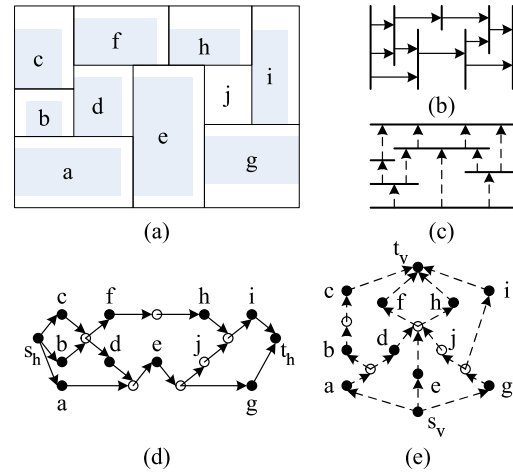 f
h
c
i
d
j
b
e
a
g
(a)
(b)
(c)
c f h i
s_h b d e j t_h
a g
(d)
t_v
c i
f h
b d j
a e g
s_v
(e)